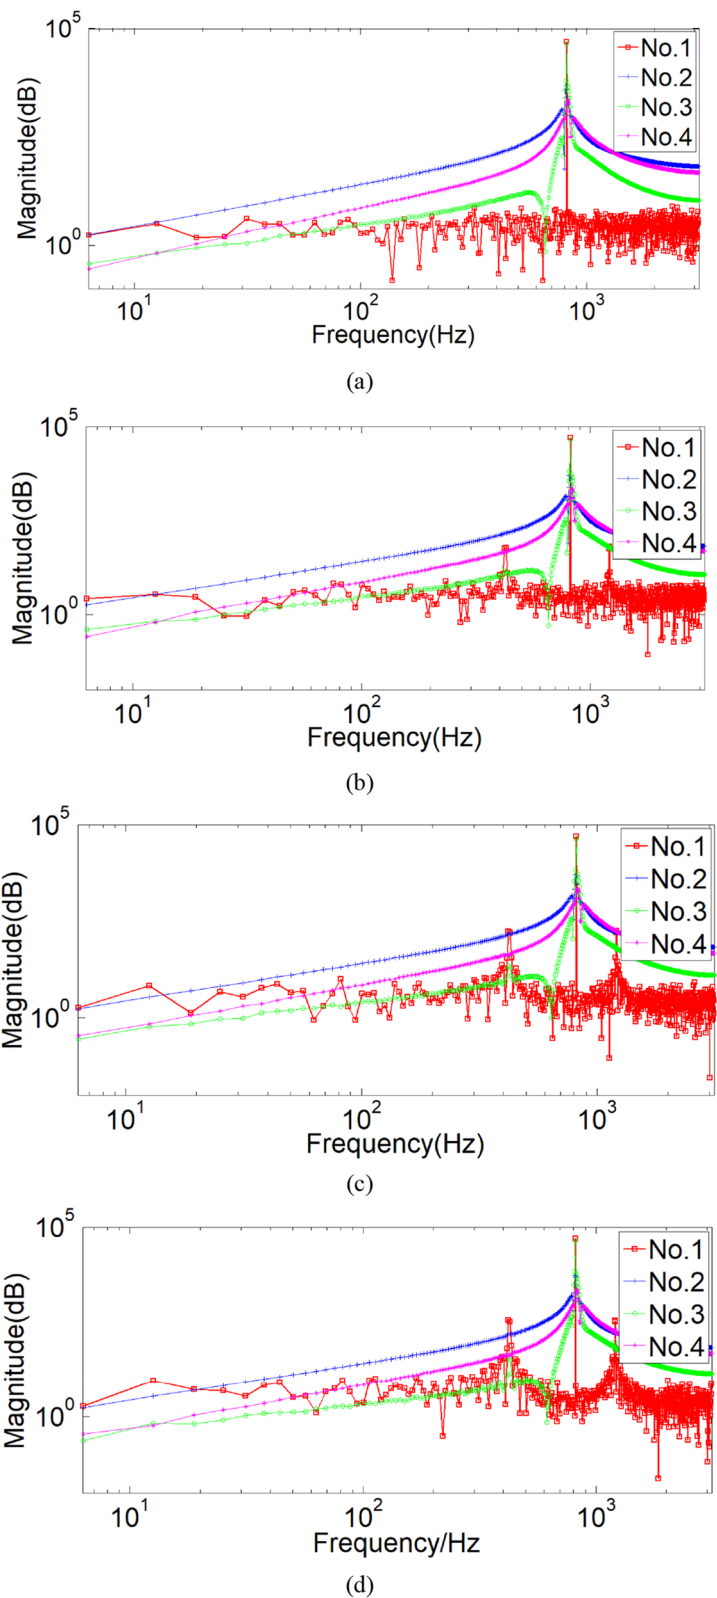 10^5
No.1
No.2
No.3
No.4
Magnitude(dB)
10^0
10^1
10^2
10^3
Frequency(Hz)
(a)
10^5
No.1
No.2
No.3
No.4
Magnitude(dB)
10^0
10^1
10^2
10^3
Frequency(Hz)
(b)
10^5
No.1
No.2
No.3
No.4
Magnitude(dB)
10^0
10^1
10^2
10^3
Frequency(Hz)
(c)
10^5
No.1
No.2
No.3
No.4
Magnitude(dB)
10^0
10^1
10^2
10^3
Frequency/Hz
(d)